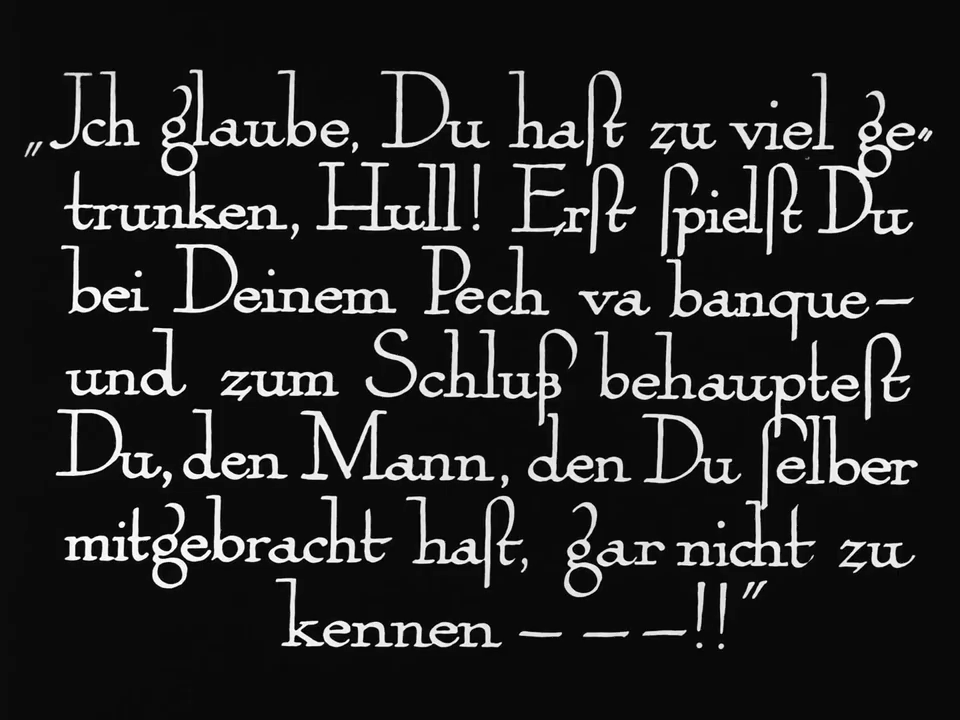 „Ich glaube, Du haſt zu viel ge⸗
trunken, Hull! Erſt ſpielſt Du
bei Deinem Pech va banque—
und zum Schluß behaupteſt
Du, den Mann, den Du ſelber
mitgebracht haſt, gar nicht zu
kennen — — —!!”